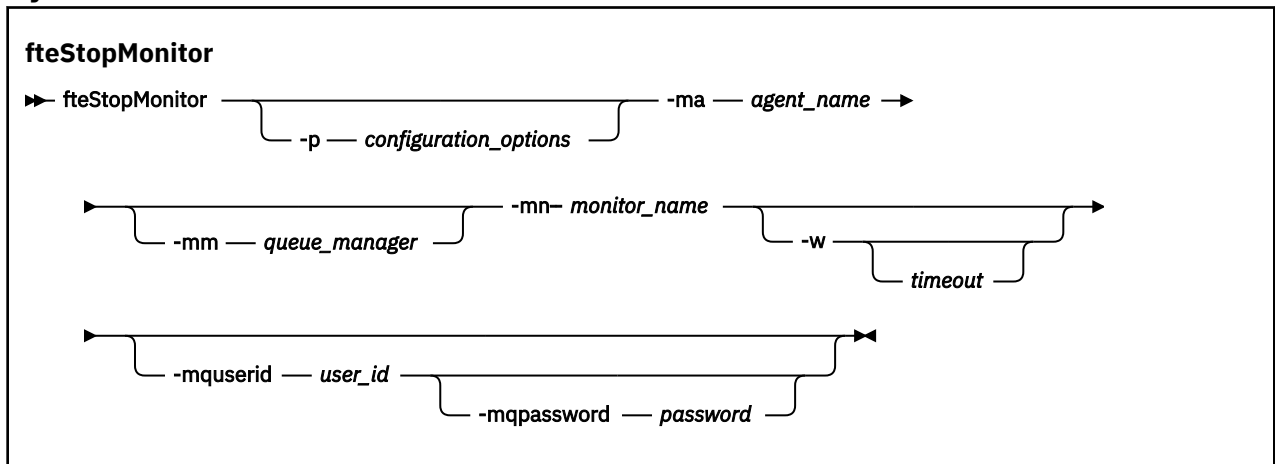 fteStopMonitor
fteStopMonitor -ma agent_name
-p configuration_options
-mn monitor_name
-mm queue_manager -w
timeout
-mquserid user_id
-mqpassword password